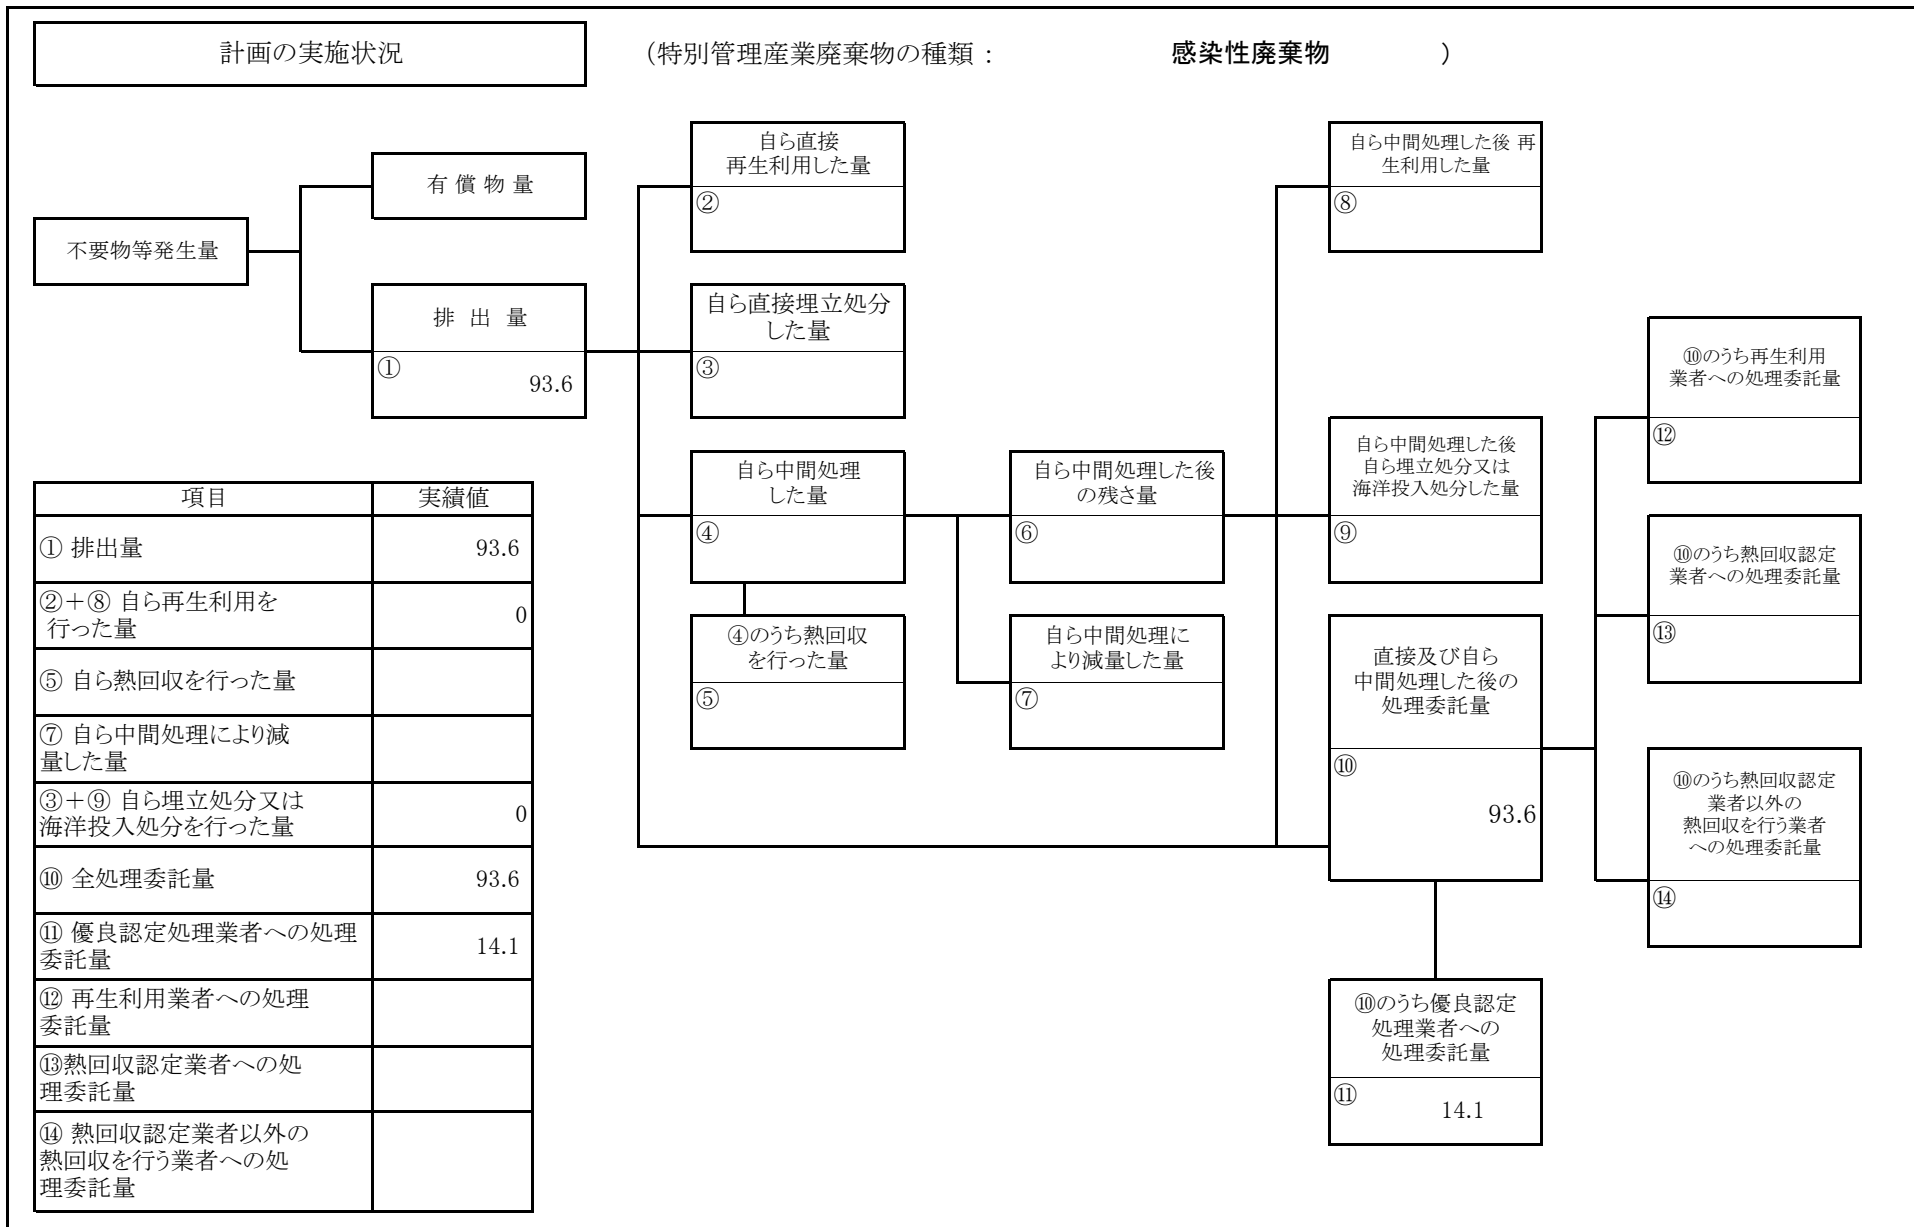 計画の実施状況
（特別管理産業廃棄物の種類： 感染性廃棄物 ）
不要物等発生量
有 償 物 量
排 出 量
①
93.6
自ら直接
再生利用した量
②
自ら直接埋立処分
した量
③
自ら中間処理
した量
④
④のうち熱回収
を行った量
⑤
自ら中間処理した後
の残さ量
⑥
自ら中間処理に
より減量した量
⑦
自ら中間処理した後 再
生利用した量
⑧
自ら中間処理した後
自ら埋立処分又は
海洋投入処分した量
⑨
直接及び自ら
中間処理した後の
処理委託量
⑩
93.6
⑩のうち優良認定
処理業者への
処理委託量
⑪
14.1
⑩のうち再生利用
業者への処理委託量
⑫
⑩のうち熱回収認定
業者への処理委託量
⑬
⑩のうち熱回収認定
業者以外の
熱回収を行う業者
への処理委託量
⑭
項目 実績値
① 排出量 93.6
②＋⑧ 自ら再生利用を
行った量 0
⑤ 自ら熱回収を行った量
⑦ 自ら中間処理により減
量した量
③＋⑨ 自ら埋立処分又は
海洋投入処分を行った量 0
⑩ 全処理委託量 93.6
⑪ 優良認定処理業者への処理
委託量 14.1
⑫ 再生利用業者への処理
委託量
⑬熱回収認定業者への処
理委託量
⑭ 熱回収認定業者以外の
熱回収を行う業者への処
理委託量